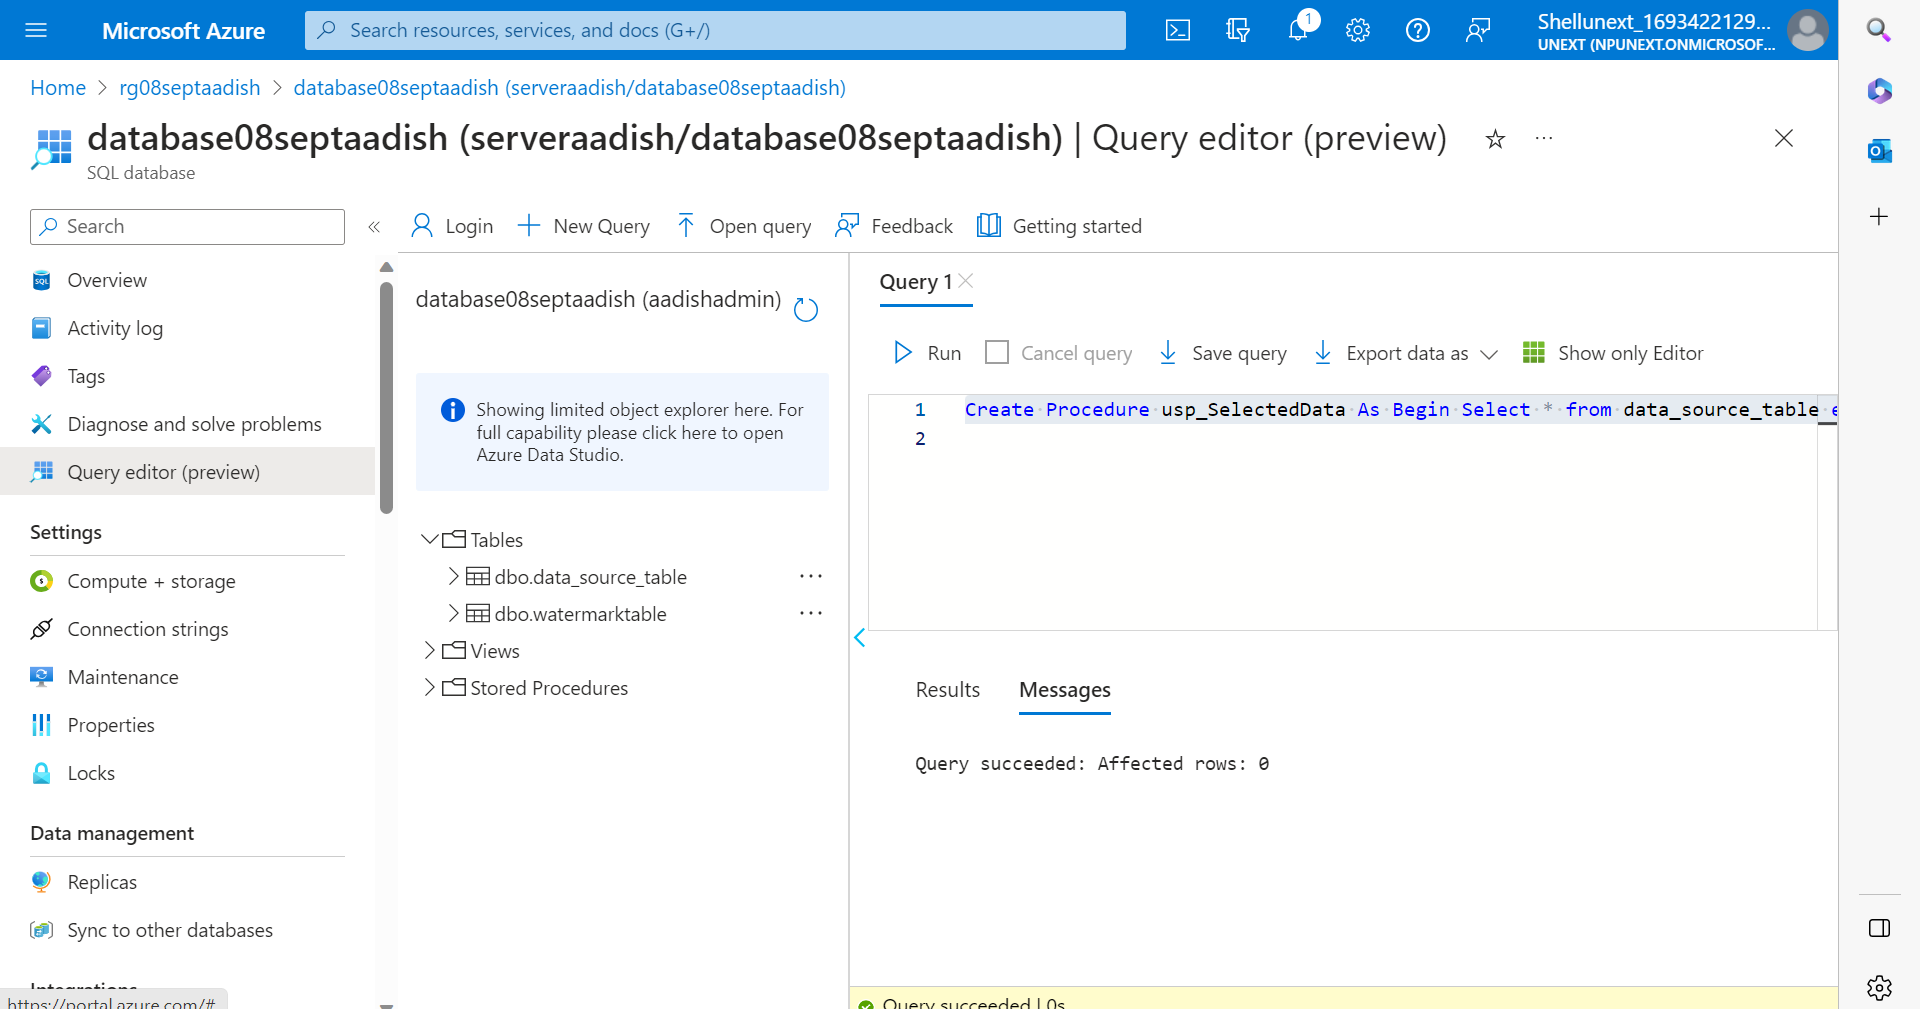 Microsoft Azure
Search resources, services, and docs (G+/)
1
Shellunext_1693422129...
UNEXT (NPUNEXT.ONMICROSOF...
Home > rg08septaadish > database08septaadish (serveraadish/database08septaadish)
database08septaadish (serveraadish/database08septaadish) | Query editor (preview)
SQL database
Search
Login
New Query
Open query
Feedback
Getting started
Overview
Activity log
Tags
Diagnose and solve problems
Query editor (preview)
Settings
Compute + storage
Connection strings
Maintenance
Properties
Locks
Data management
Replicas
Sync to other databases
Integrations
https://portal.azure.com/#
database08septaadish (aadishadmin)
Showing limited object explorer here. For
full capability please click here to open
Azure Data Studio.
Tables
dbo.data_source_table
dbo.watermarktable
Views
Stored Procedures
Query 1
Run
Cancel query
Save query
Export data as
Show only Editor
1 Create Procedure usp_SelectedData As Begin Select * from data_source_table e
2
Results
Messages
Query succeeded: Affected rows: 0
Query succeeded | 0s